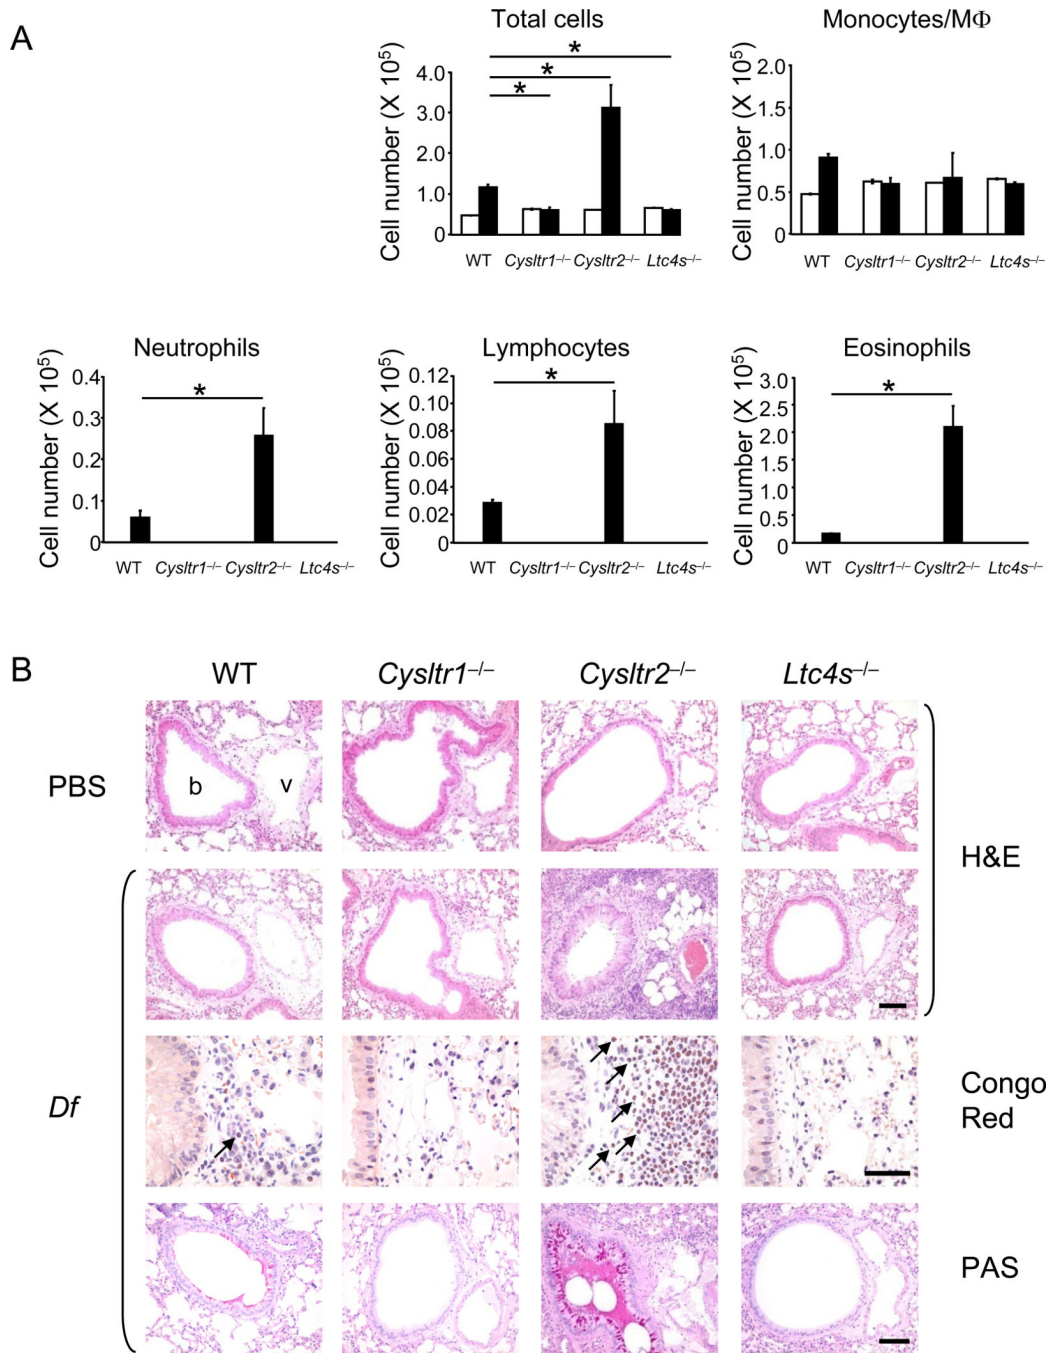 A
Total cells
Cell number (X 10⁵)
4.0
3.0
2.0
1.0
0
*
*
*
WT Cysltr1⁻/⁻ Cysltr2⁻/⁻ Ltc4s⁻/⁻
Monocytes/MΦ
Cell number (X 10⁵)
2.0
1.5
1.0
0.5
0
WT Cysltr1⁻/⁻ Cysltr2⁻/⁻ Ltc4s⁻/⁻
Neutrophils
Cell number (X 10⁵)
0.4
0.3
0.2
0.1
0
*
WT Cysltr1⁻/⁻ Cysltr2⁻/⁻ Ltc4s⁻/⁻
Lymphocytes
Cell number (X 10⁵)
0.12
0.10
0.08
0.06
0.04
0.02
0
*
WT Cysltr1⁻/⁻ Cysltr2⁻/⁻ Ltc4s⁻/⁻
Eosinophils
Cell number (X 10⁵)
3.0
2.5
2.0
1.5
1.0
0.5
0
*
WT Cysltr1⁻/⁻ Cysltr2⁻/⁻ Ltc4s⁻/⁻
B
WT Cysltr1⁻/⁻ Cysltr2⁻/⁻ Ltc4s⁻/⁻
PBS
b v
H&E
Df
Congo
Red
PAS